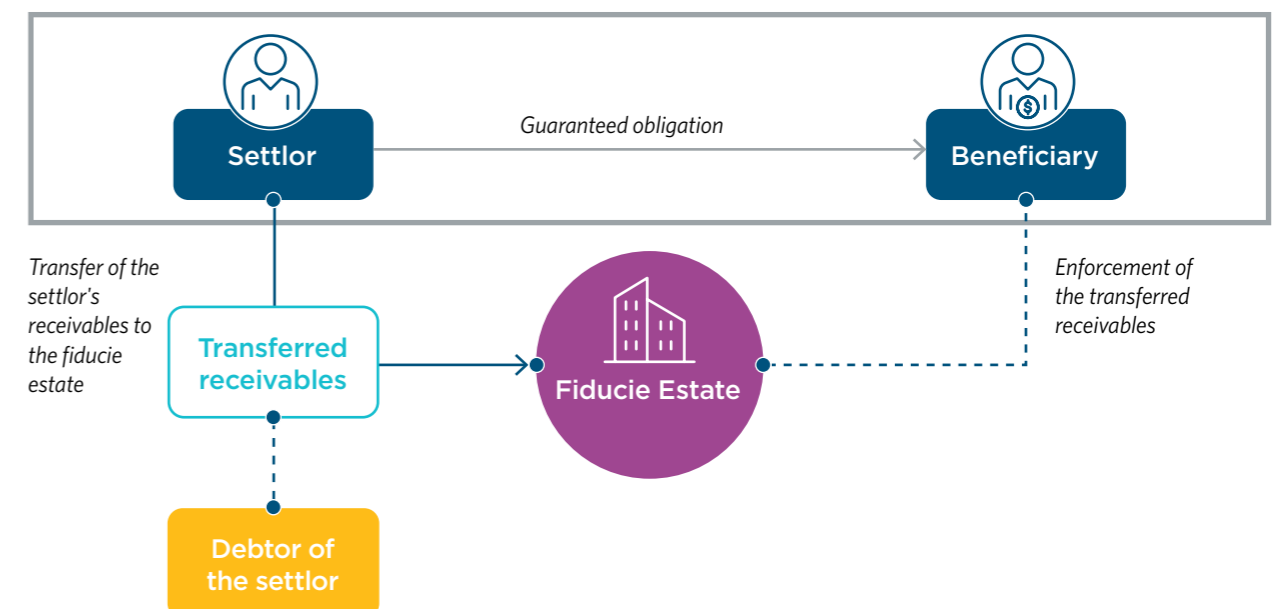 Guaranteed obligation
Settlor
Beneficiary
Transfer of the
settlor's
receivables to
the fiducie
estate
Enforcement of
the transferred
receivables
Transferred
receivables
Fiducie Estate
Debtor of
the settlor
$